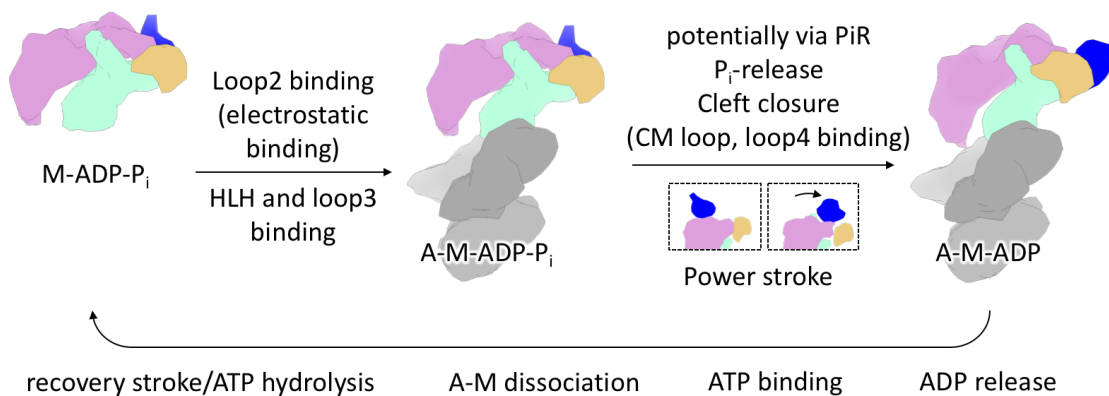 M-ADP-Pi
Loop2 binding
(electrostatic
binding)
HLH and loop3
binding
A-M-ADP-Pi
potentially via PiR
Pi-release
Cleft closure
(CM loop, loop4 binding)
Power stroke
A-M-ADP
recovery stroke/ATP hydrolysis
A-M dissociation
ATP binding
ADP release